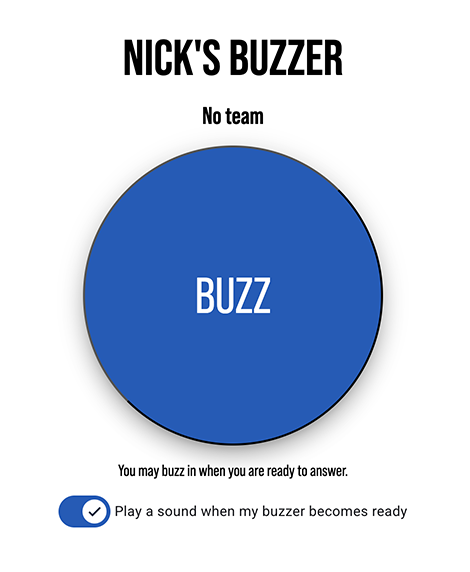 NICK'S BUZZER
No team
BUZZ
You may buzz in when you are ready to answer.
Play a sound when my buzzer becomes ready